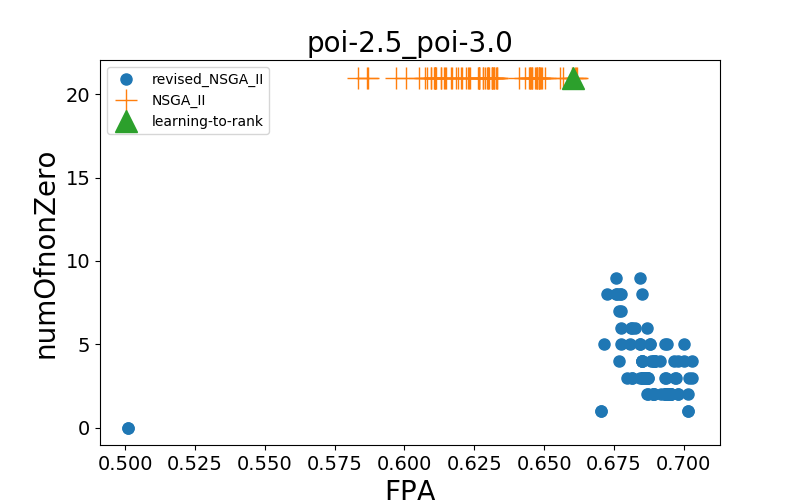 poi-2.5_poi-3.0
revised_NSGA_II
NSGA_II
learning-to-rank
numOfnonZero
20
15
10
5
0
0.500 0.525 0.550 0.575 0.600 0.625 0.650 0.675 0.700
FPA